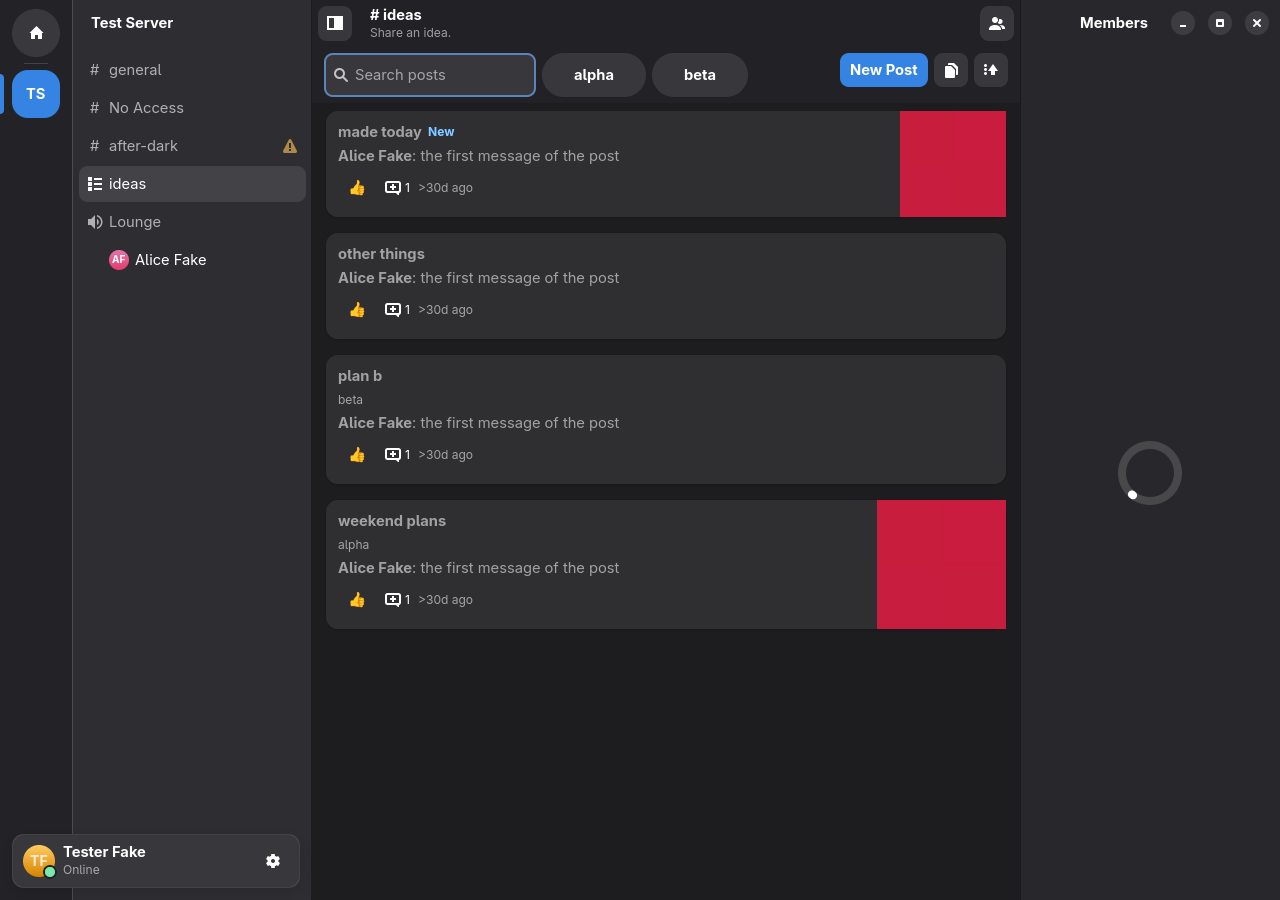 TS
Test Server
# general
# No Access
# after-dark
ideas
Lounge
AF Alice Fake
TF
Tester Fake
Online
# ideas
Share an idea.
Search posts
alpha
beta
New Post
made today New
Alice Fake: the first message of the post
👍 1 >30d ago
other things
Alice Fake: the first message of the post
👍 1 >30d ago
plan b
beta
Alice Fake: the first message of the post
👍 1 >30d ago
weekend plans
alpha
Alice Fake: the first message of the post
👍 1 >30d ago
Members